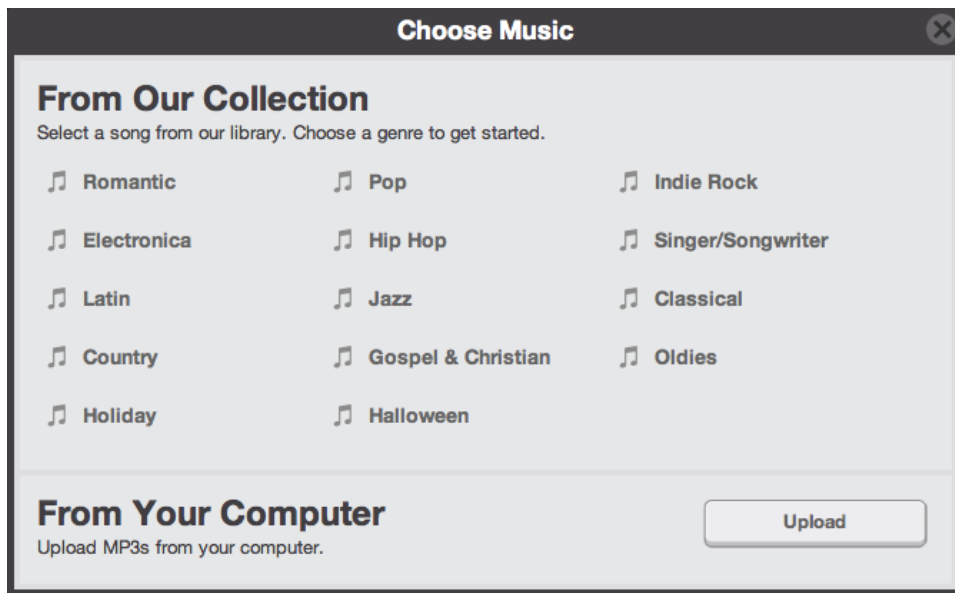 Choose Music
From Our Collection
Select a song from our library. Choose a genre to get started.
Romantic Pop Indie Rock
Electronica Hip Hop Singer/Songwriter
Latin Jazz Classical
Country Gospel & Christian Oldies
Holiday Halloween
From Your Computer
Upload
Upload MP3s from your computer.